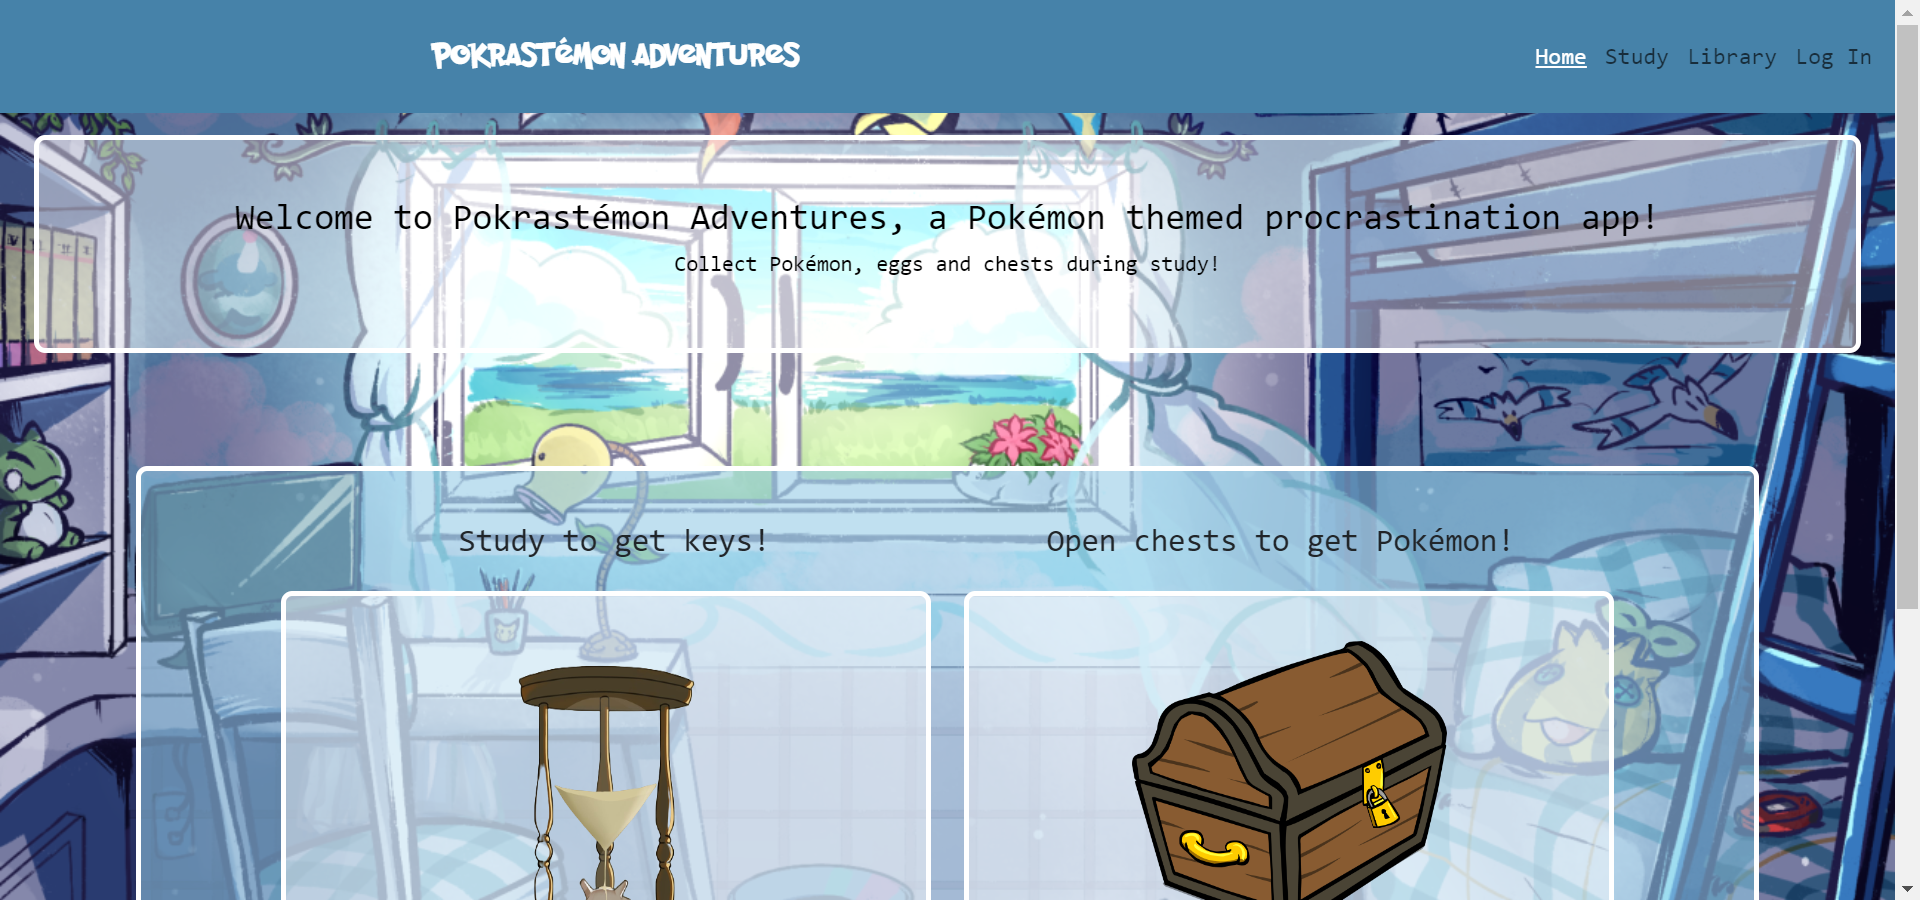 POKRASTéMON ADVENTURES
Home Study Library Log In
Welcome to Pokrastémon Adventures, a Pokémon themed procrastination app!
Collect Pokémon, eggs and chests during study!
Study to get keys!
Open chests to get Pokémon!